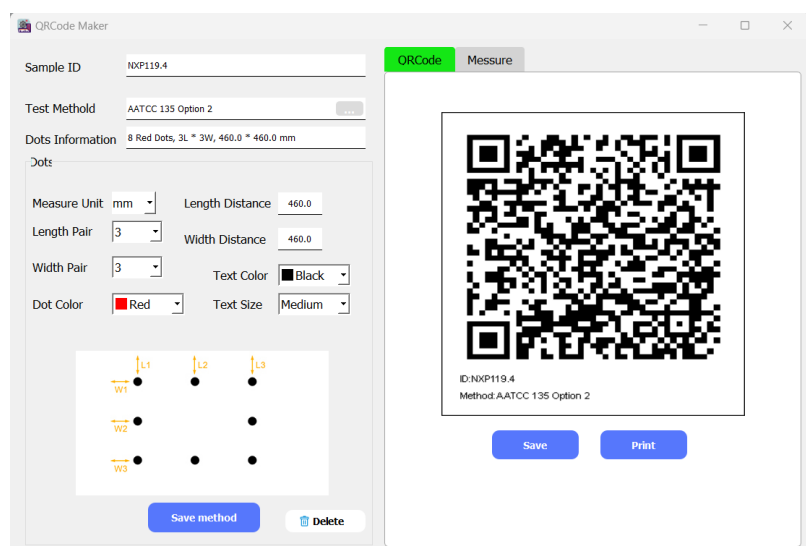 QRCode Maker
Sample ID NXP119.4
Test Methold AATCC 135 Option 2 ...
Dots Information 8 Red Dots, 3L * 3W, 460.0 * 460.0 mm
Dots
Measure Unit mm Length Distance 460.0
Length Pair 3 Width Distance 460.0
Width Pair 3 Text Color Black
Dot Color Red Text Size Medium
L1 L2 L3
W1
W2
W3
Save method Delete
QRCode Messure
ID:NXP119.4
Method:AATCC 135 Option 2
Save Print